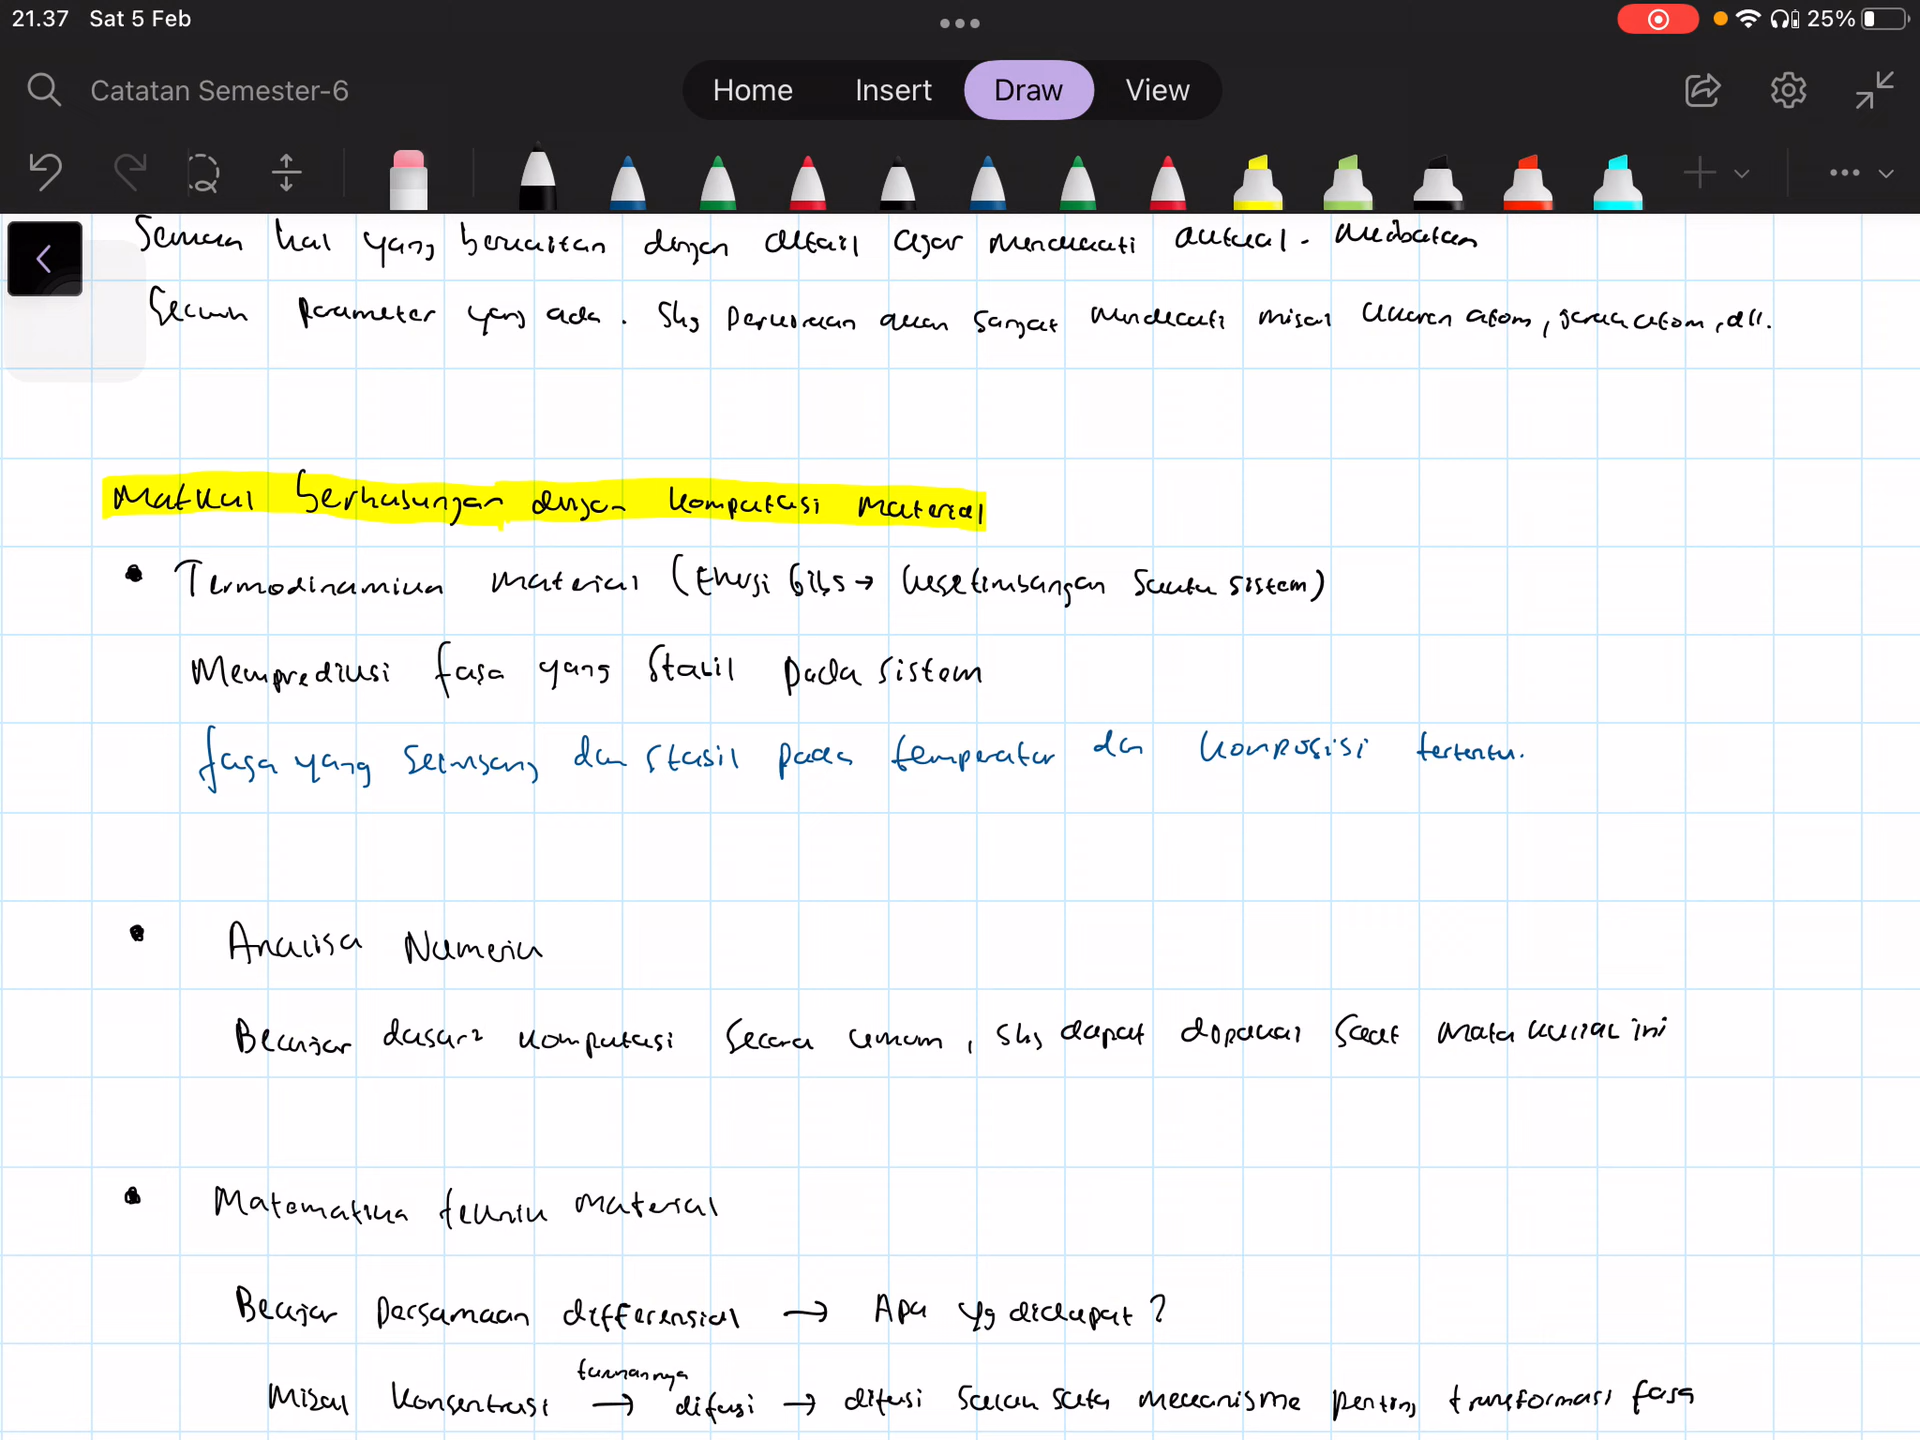 21.37 Sat 5 Feb 25%
Catatan Semester-6 Home Insert Draw View
Semua hal yang berkaitan dengan detail agar mendekati aktual. Melibatkan
Semua Parameter yang ada. Shg Perkiraan akan sangat mendekati misal ukuran atom, gerak atom, dll.
Matkul berhubungan dengan komputasi Material
• Termodinamika material (Energi Gibs → kesetimbangan suatu sistem)
Memprediksi fasa yang stabil pada sistem
fasa yang seimbang dan stabil pada temperatur dan komposisi tertentu.
• Analisa Numerik
Belajar dasar2 komputasi secara umum, shg dapat dipakai saat mata kuliah ini
• Matematika teknik material
Belajar persamaan differensial → Apa yg didapat?
turunannya
Misal konsentrasi → difusi → difusi salah satu mekanisme penting transformasi fasa